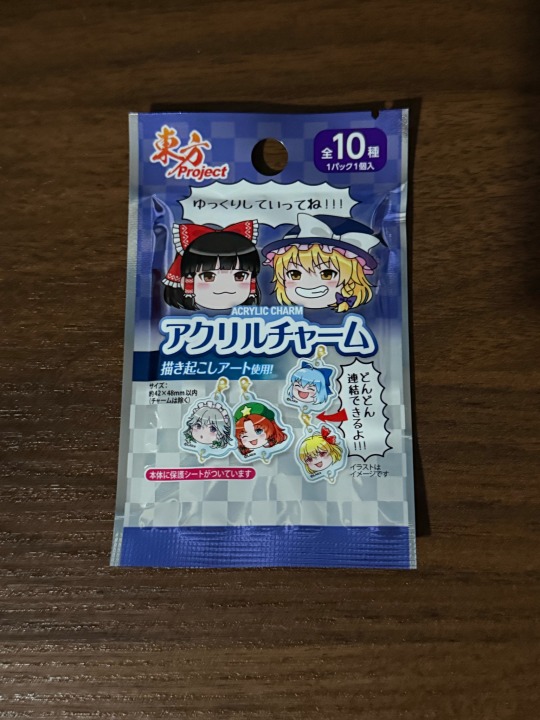 東方
Project
全10種
1パック1個入
ゆっくりしていってね!!!
ACRYLIC CHARM
アクリルチャーム
描き起こしアート使用!
サイズ:
約42×48mm以内
(チャームは除く)
どんどん
連結できるよ!!!
本体に保護シートがついています
イラストは
イメージです